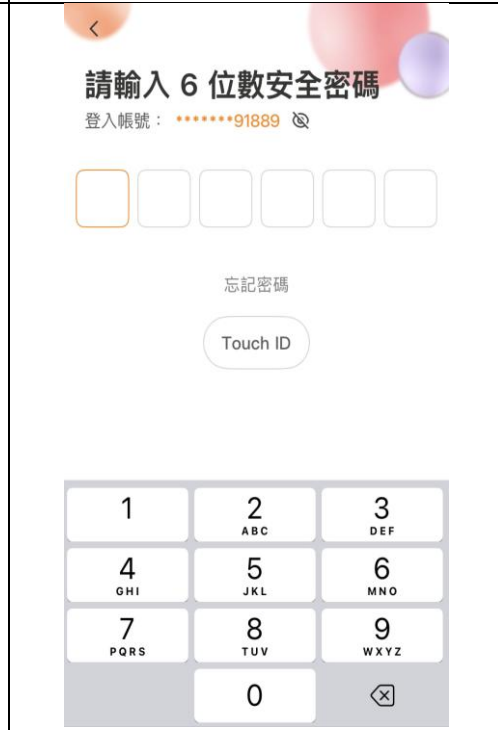 請輸入 6 位數安全密碼
登入帳號： *******91889
忘記密碼
Touch ID
1 2 3
ABC DEF
4 5 6
GHI JKL MNO
7 8 9
PQRS TUV WXYZ
0